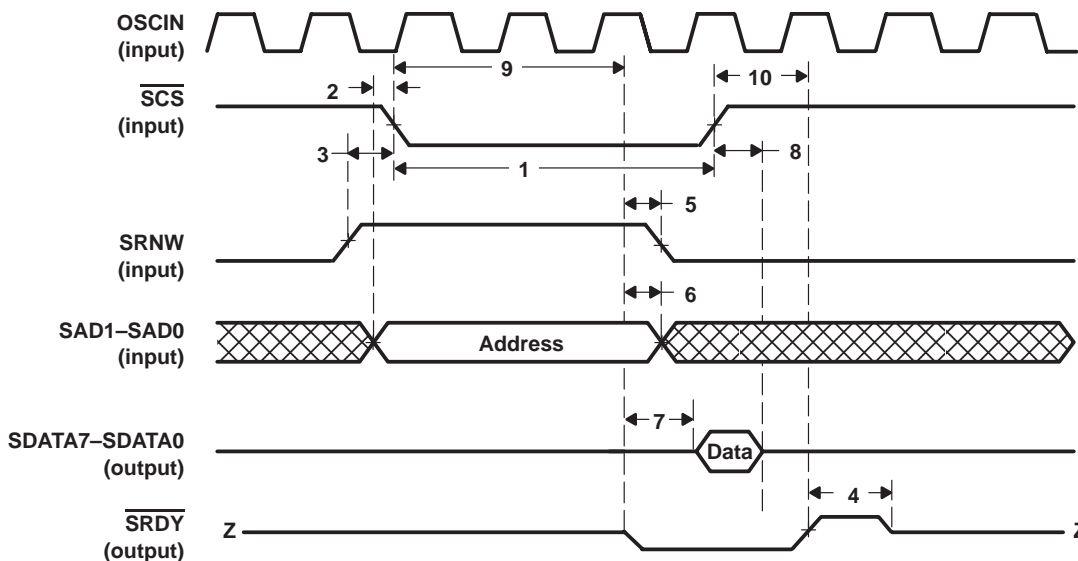 OSCIN
(input)
9
10
2
SCS
(input)
3
8
1
5
SRNW
(input)
6
SAD1–SAD0
(input)
Address
7
SDATA7–SDATA0
(output)
Data
4
SRDY
(output)
Z
Z